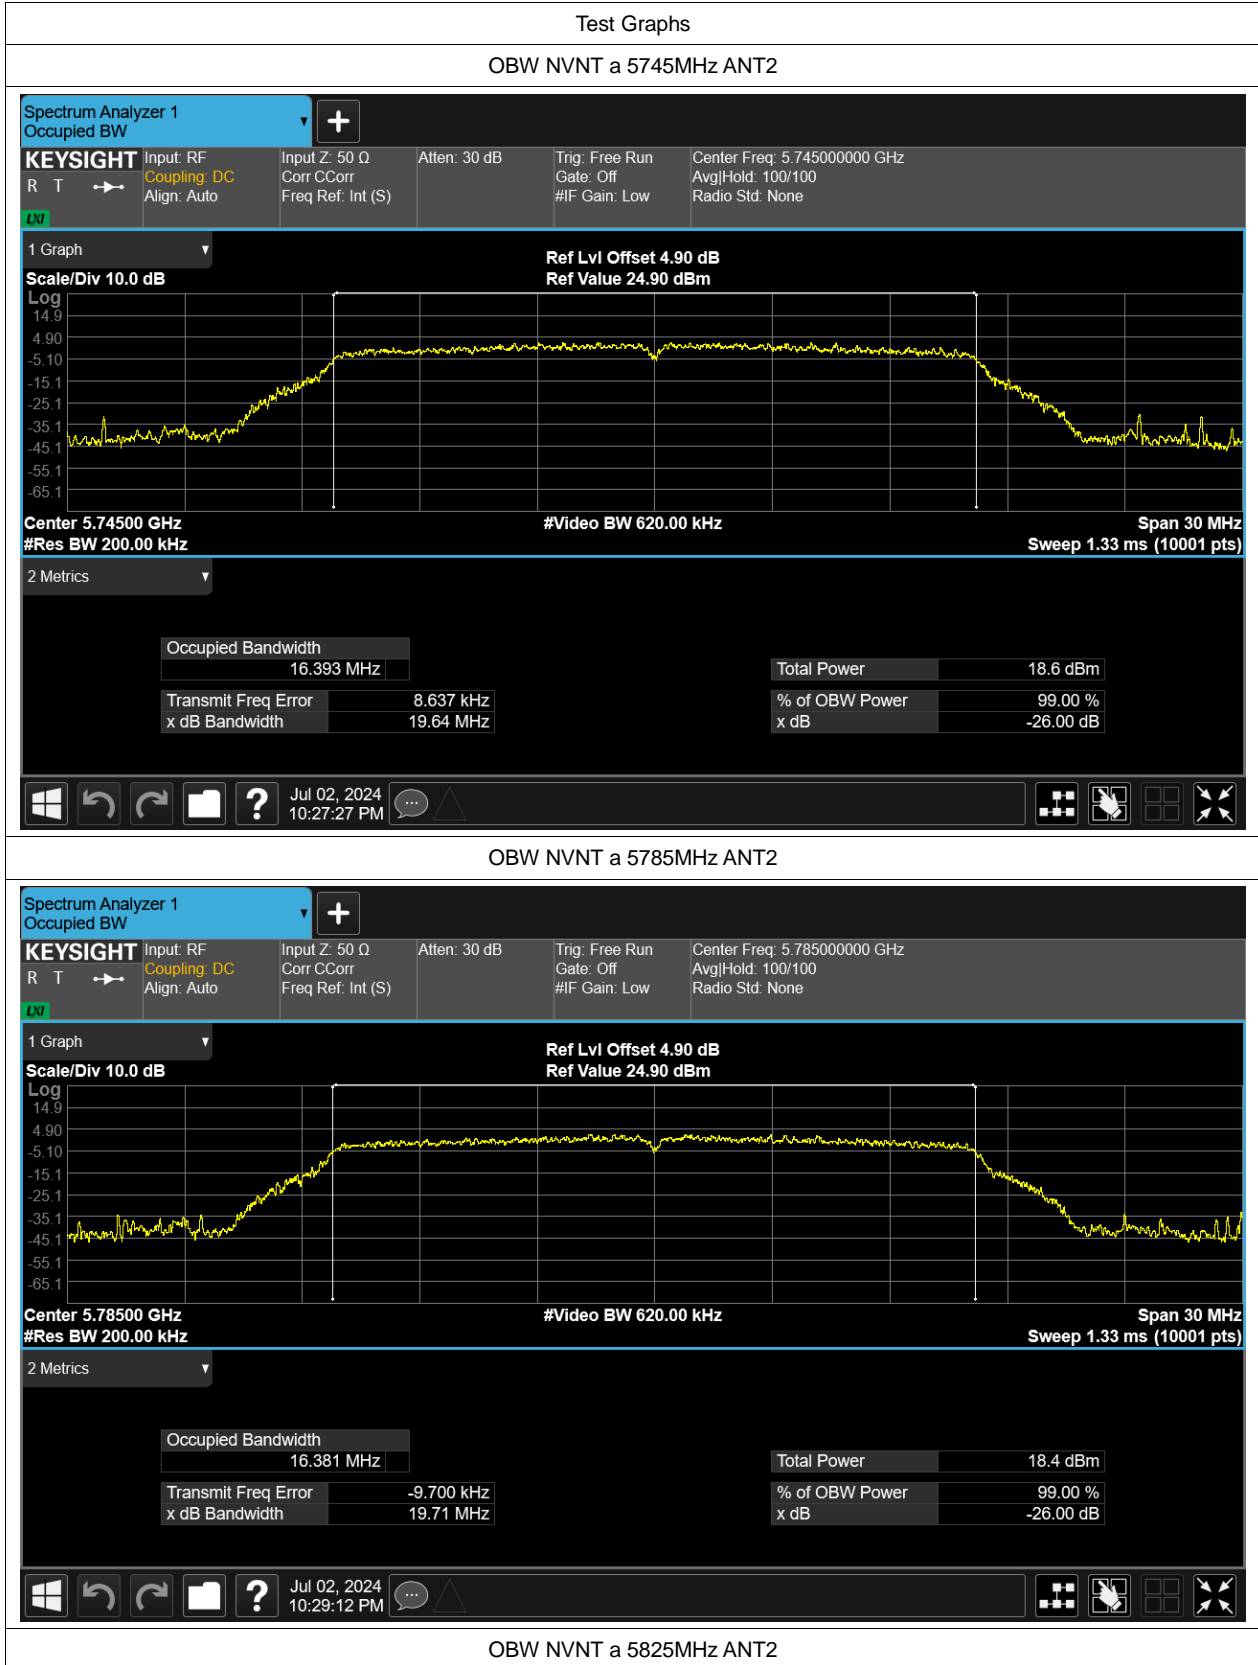 Test Graphs
OBW NVNT a 5745MHz ANT2
Spectrum Analyzer 1
Occupied BW
KEYSIGHT Input: RF Input Z: 50 Ω Atten: 30 dB Trig: Free Run Center Freq: 5.745000000 GHz
R T Coupling: DC Corr CCorr Gate: Off Avg|Hold: 100/100
Align: Auto Freq Ref: Int (S) #IF Gain: Low Radio Std: None
LXI
1 Graph
Ref Lvl Offset 4.90 dB
Scale/Div 10.0 dB Ref Value 24.90 dBm
Log
14.9
4.90
-5.10
-15.1
-25.1
-35.1
-45.1
-55.1
-65.1
Center 5.74500 GHz #Video BW 620.00 kHz Span 30 MHz
#Res BW 200.00 kHz Sweep 1.33 ms (10001 pts)
2 Metrics
Occupied Bandwidth
16.393 MHz Total Power 18.6 dBm
Transmit Freq Error 8.637 kHz % of OBW Power 99.00 %
x dB Bandwidth 19.64 MHz x dB -26.00 dB
Jul 02, 2024
10:27:27 PM
OBW NVNT a 5785MHz ANT2
Spectrum Analyzer 1
Occupied BW
KEYSIGHT Input: RF Input Z: 50 Ω Atten: 30 dB Trig: Free Run Center Freq: 5.785000000 GHz
R T Coupling: DC Corr CCorr Gate: Off Avg|Hold: 100/100
Align: Auto Freq Ref: Int (S) #IF Gain: Low Radio Std: None
LXI
1 Graph
Ref Lvl Offset 4.90 dB
Scale/Div 10.0 dB Ref Value 24.90 dBm
Log
14.9
4.90
-5.10
-15.1
-25.1
-35.1
-45.1
-55.1
-65.1
Center 5.78500 GHz #Video BW 620.00 kHz Span 30 MHz
#Res BW 200.00 kHz Sweep 1.33 ms (10001 pts)
2 Metrics
Occupied Bandwidth
16.381 MHz Total Power 18.4 dBm
Transmit Freq Error -9.700 kHz % of OBW Power 99.00 %
x dB Bandwidth 19.71 MHz x dB -26.00 dB
Jul 02, 2024
10:29:12 PM
OBW NVNT a 5825MHz ANT2